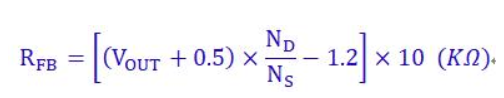 R_FB = [(V_OUT + 0.5) × N_D/N_S − 1.2] × 10 (KΩ)